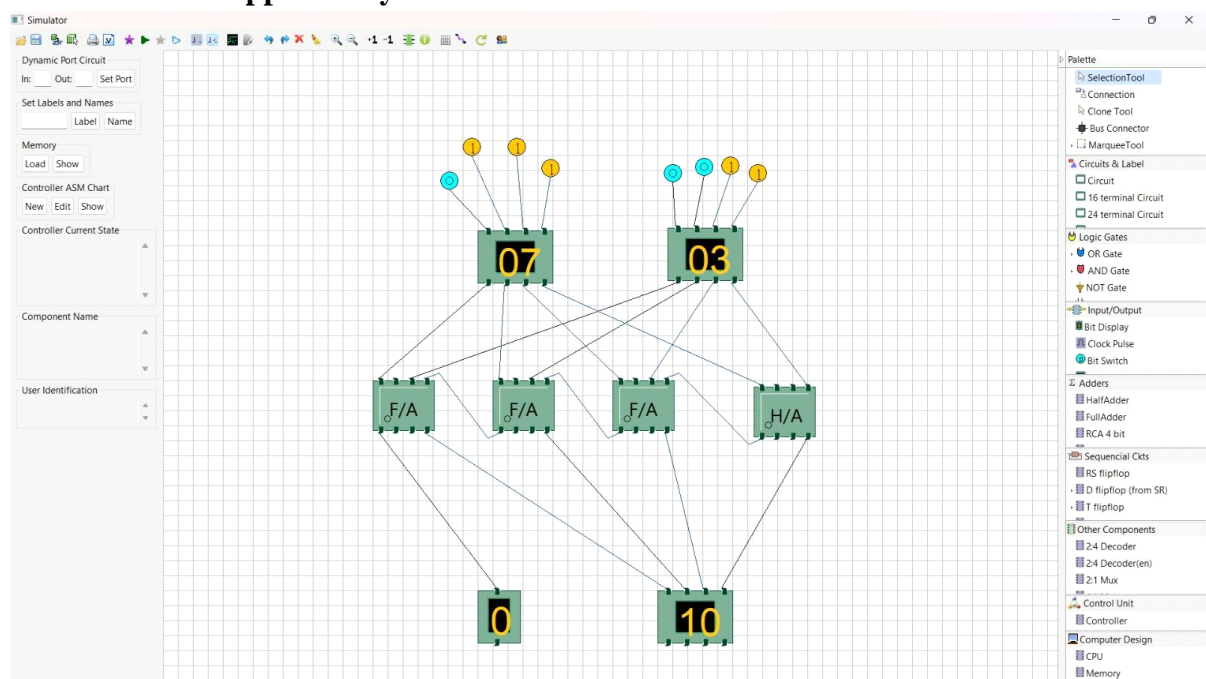 Simulator
+1 -1
Dynamic Port Circuit
In: Out: Set Port
Set Labels and Names
Label Name
Memory
Load Show
Controller ASM Chart
New Edit Show
Controller Current State
Component Name
User Identification
1 1 1 0 0 0 1 1
07 03
F/A F/A F/A H/A
0 10
Palette
SelectionTool
Connection
Clone Tool
Bus Connector
MarqueeTool
Circuits & Label
Circuit
16 terminal Circuit
24 terminal Circuit
Logic Gates
OR Gate
AND Gate
NOT Gate
Input/Output
Bit Display
Clock Pulse
Bit Switch
Σ Adders
HalfAdder
FullAdder
RCA 4 bit
Sequencial Ckts
RS flipflop
D flipflop (from SR)
T flipflop
Other Components
2:4 Decoder
2:4 Decoder(en)
2:1 Mux
Control Unit
Controller
Computer Design
CPU
Memory